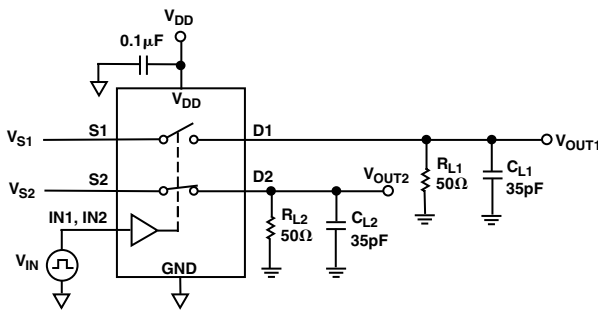 VDD
0.1µF
VDD
VS1
S1
D1
VOUT1
RL1
50Ω
CL1
35pF
VS2
S2
D2
VOUT2
RL2
50Ω
CL2
35pF
IN1, IN2
VIN
GND